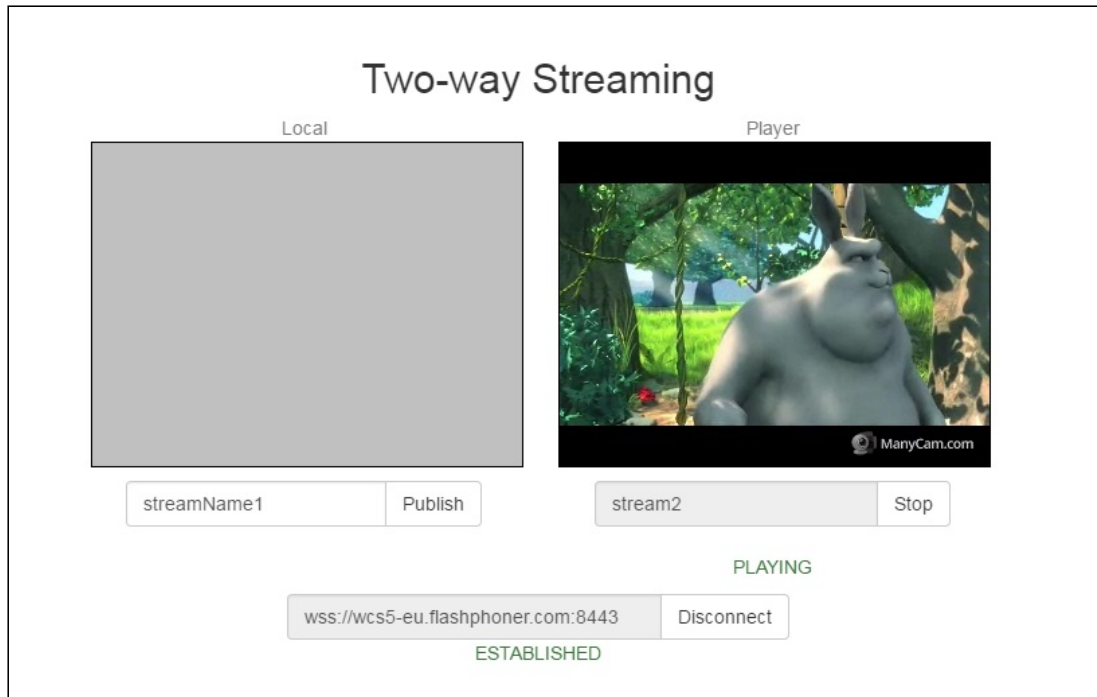 Two-way Streaming
Local
Player
ManyCam.com
streamName1
Publish
stream2
Stop
PLAYING
wss://wcs5-eu.flashphoner.com:8443
Disconnect
ESTABLISHED